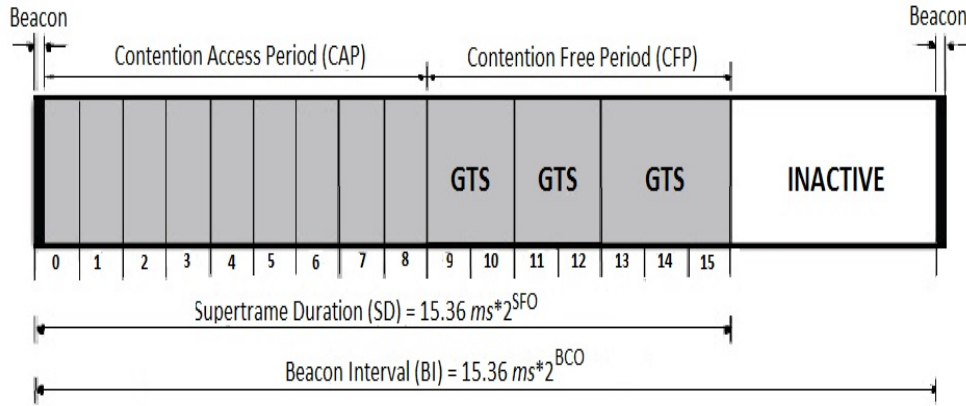 Beacon Beacon
Contention Access Period (CAP) Contention Free Period (CFP)
GTS GTS GTS INACTIVE
0 1 2 3 4 5 6 7 8 9 10 11 12 13 14 15
Supertrame Duration (SD) = 15.36 ms*2^SFO
Beacon Interval (BI) = 15.36 ms*2^BCO